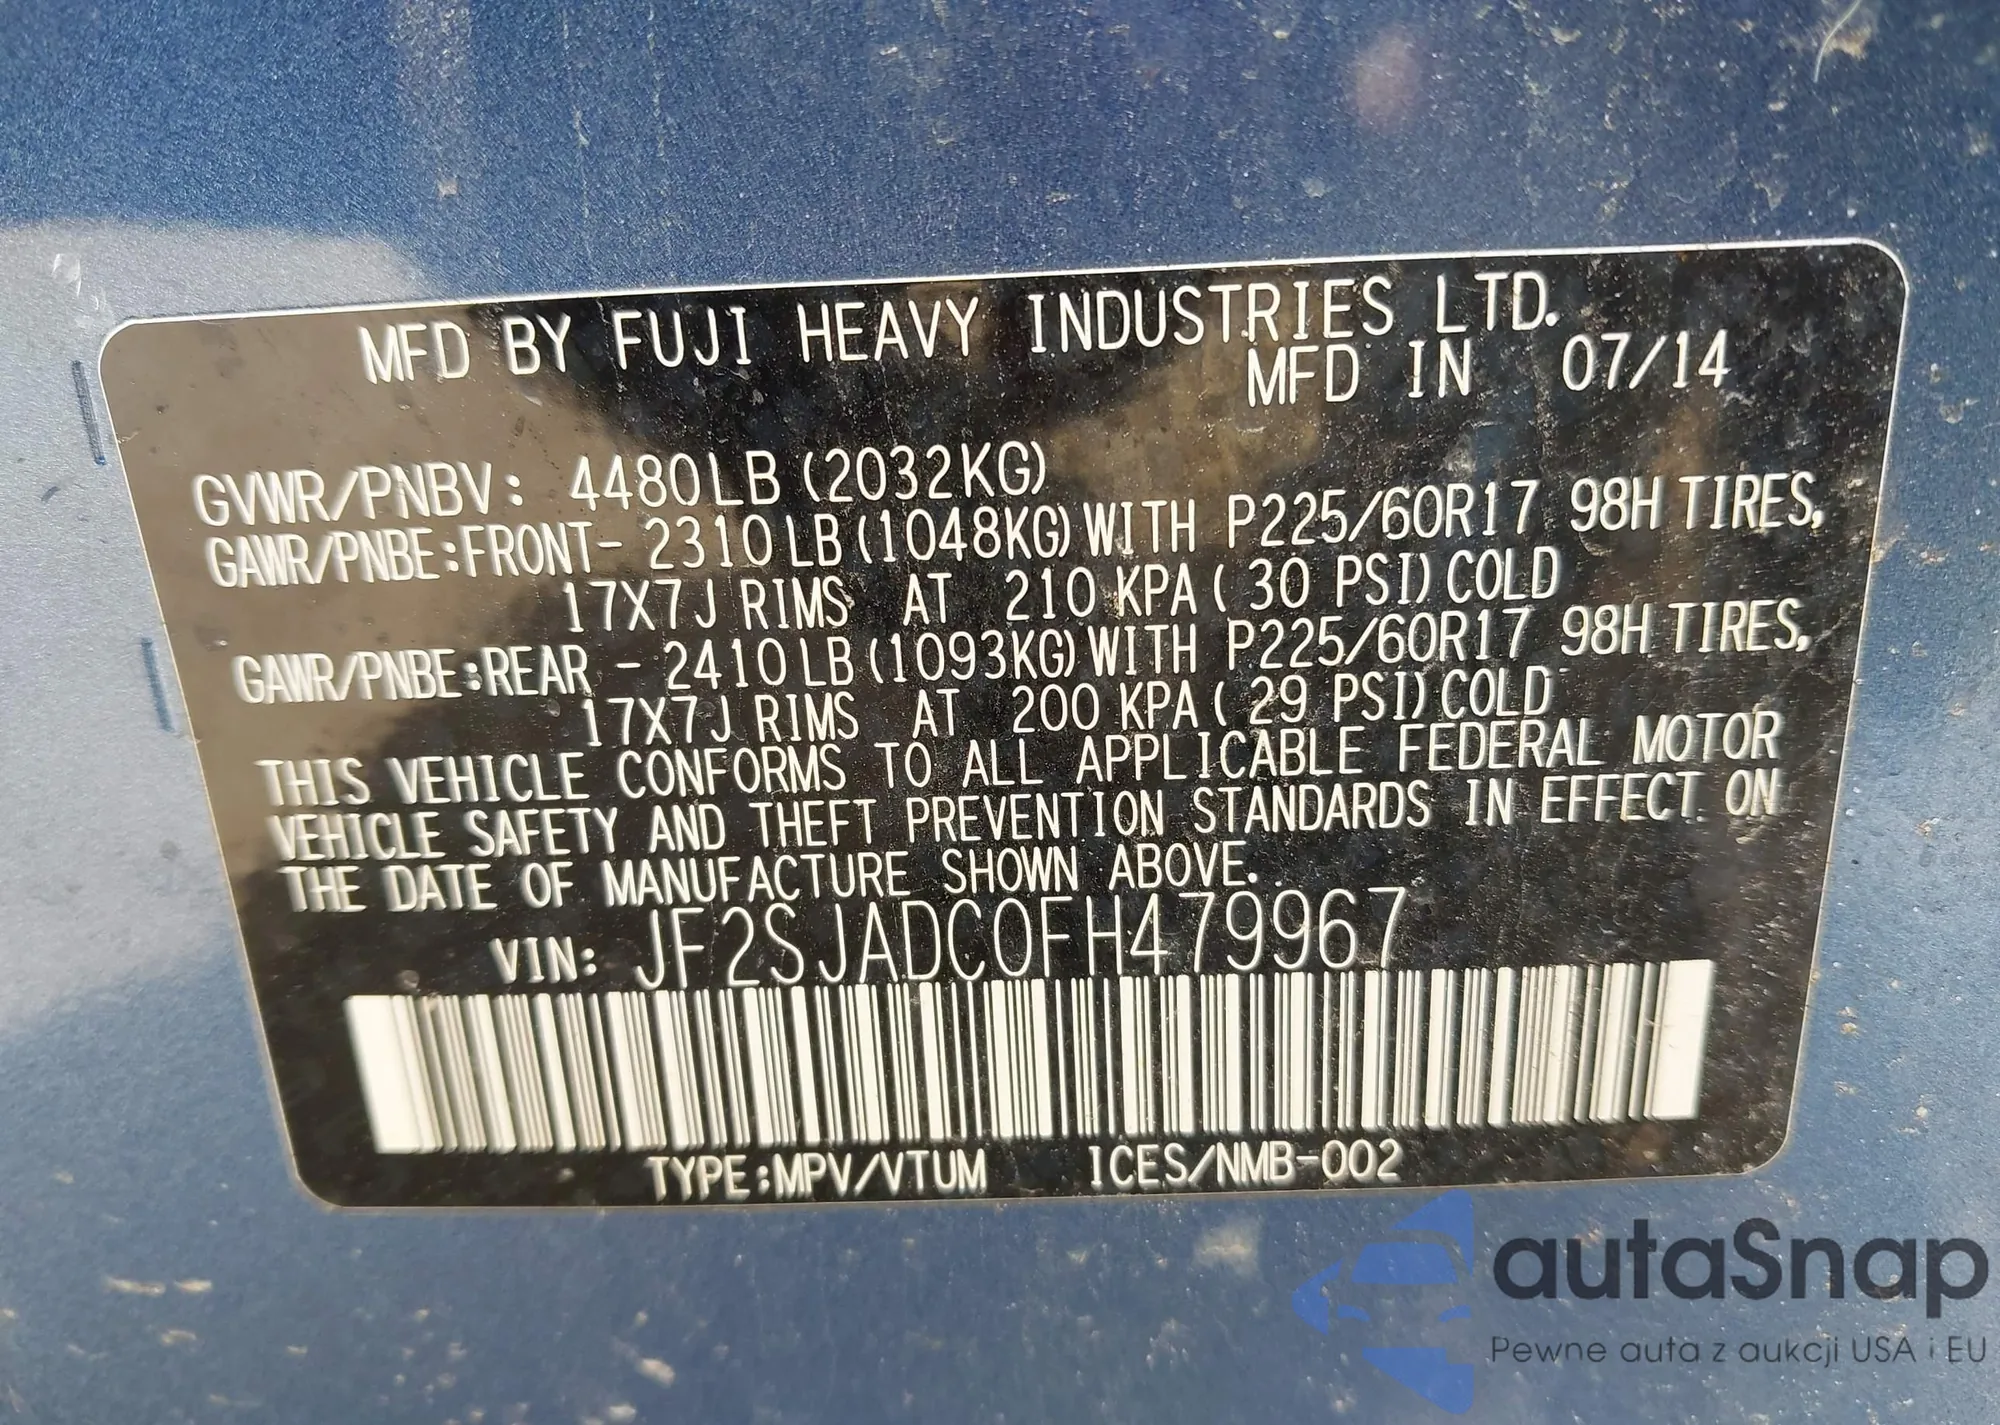 MFD BY FUJI HEAVY INDUSTRIES LTD.
MFD IN 07/14
GVWR/PNBV: 4480LB (2032KG)
GAWR/PNBE:FRONT- 2310LB (1048KG) WITH P225/60R17 98H TIRES,
17X7J RIMS AT 210 KPA ( 30 PSI) COLD
GAWR/PNBE:REAR - 2410LB (1093KG) WITH P225/60R17 98H TIRES,
17X7J RIMS AT 200 KPA ( 29 PSI) COLD
THIS VEHICLE CONFORMS TO ALL APPLICABLE FEDERAL MOTOR
VEHICLE SAFETY AND THEFT PREVENTION STANDARDS IN EFFECT ON
THE DATE OF MANUFACTURE SHOWN ABOVE.
VIN: JF2SJADC0FH479967
TYPE:MPV/VTUM ICES/NMB-002
autaSnap
Pewne auta z aukcji USA i EU